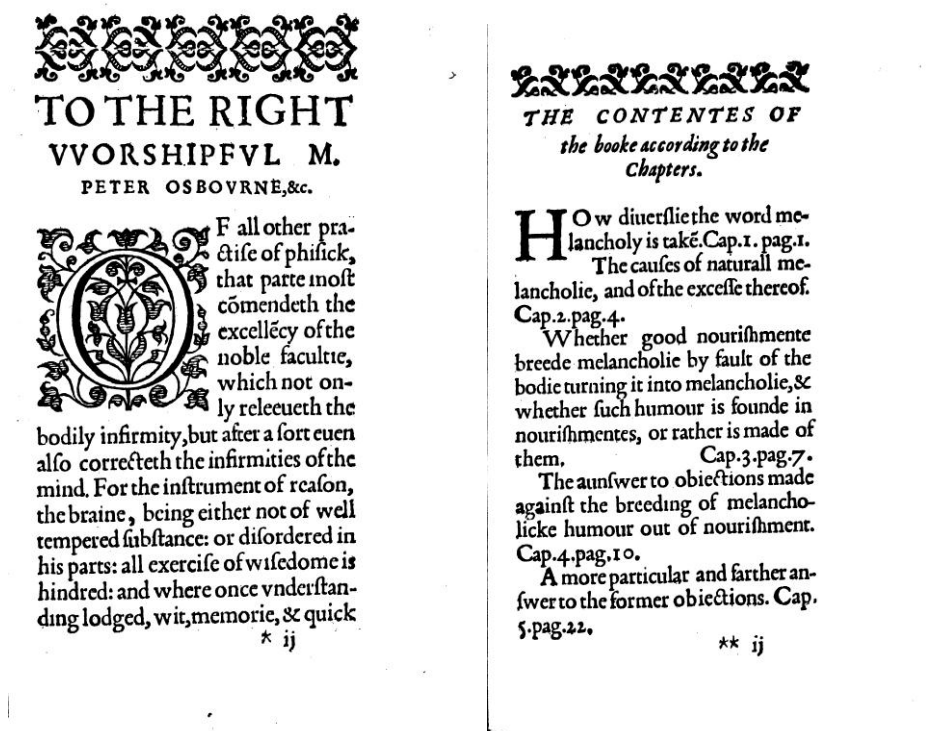 TO THE RIGHT
VVORSHIPFVL M.
PETER OSBOVRNE,&c.
OF all other pra-
ctiſe of phiſick,
that parte moſt
cõmendeth the
excellẽcy of the
noble facultie,
which not on-
ly releeueth the
bodily infirmity,but after a ſort euen
alſo correcteth the infirmities of the
mind. For the inſtrument of reaſon,
the braine, being either not of well
tempered ſubſtance: or diſordered in
his parts: all exerciſe of wiſedome is
hindred: and where once vnderſtan-
ding lodged, wit,memorie, & quick
* ij
THE CONTENTES OF
the booke according to the
Chapters.
HOw diuerſlie the word me-
lancholy is takẽ.Cap.1. pag.1.
The cauſes of naturall me-
lancholie, and of the exceſſe thereof.
Cap.2.pag.4.
Whether good nouriſhmente
breede melancholie by fault of the
bodie turning it into melancholie,&
whether ſuch humour is founde in
nouriſhmentes, or rather is made of
them. Cap.3.pag.7.
The aunſwer to obiections made
againſt the breeding of melancho-
licke humour out of nouriſhment.
Cap.4.pag.10.
A more particular and farther an-
ſwer to the former obiections. Cap.
5.pag.22.
** ij